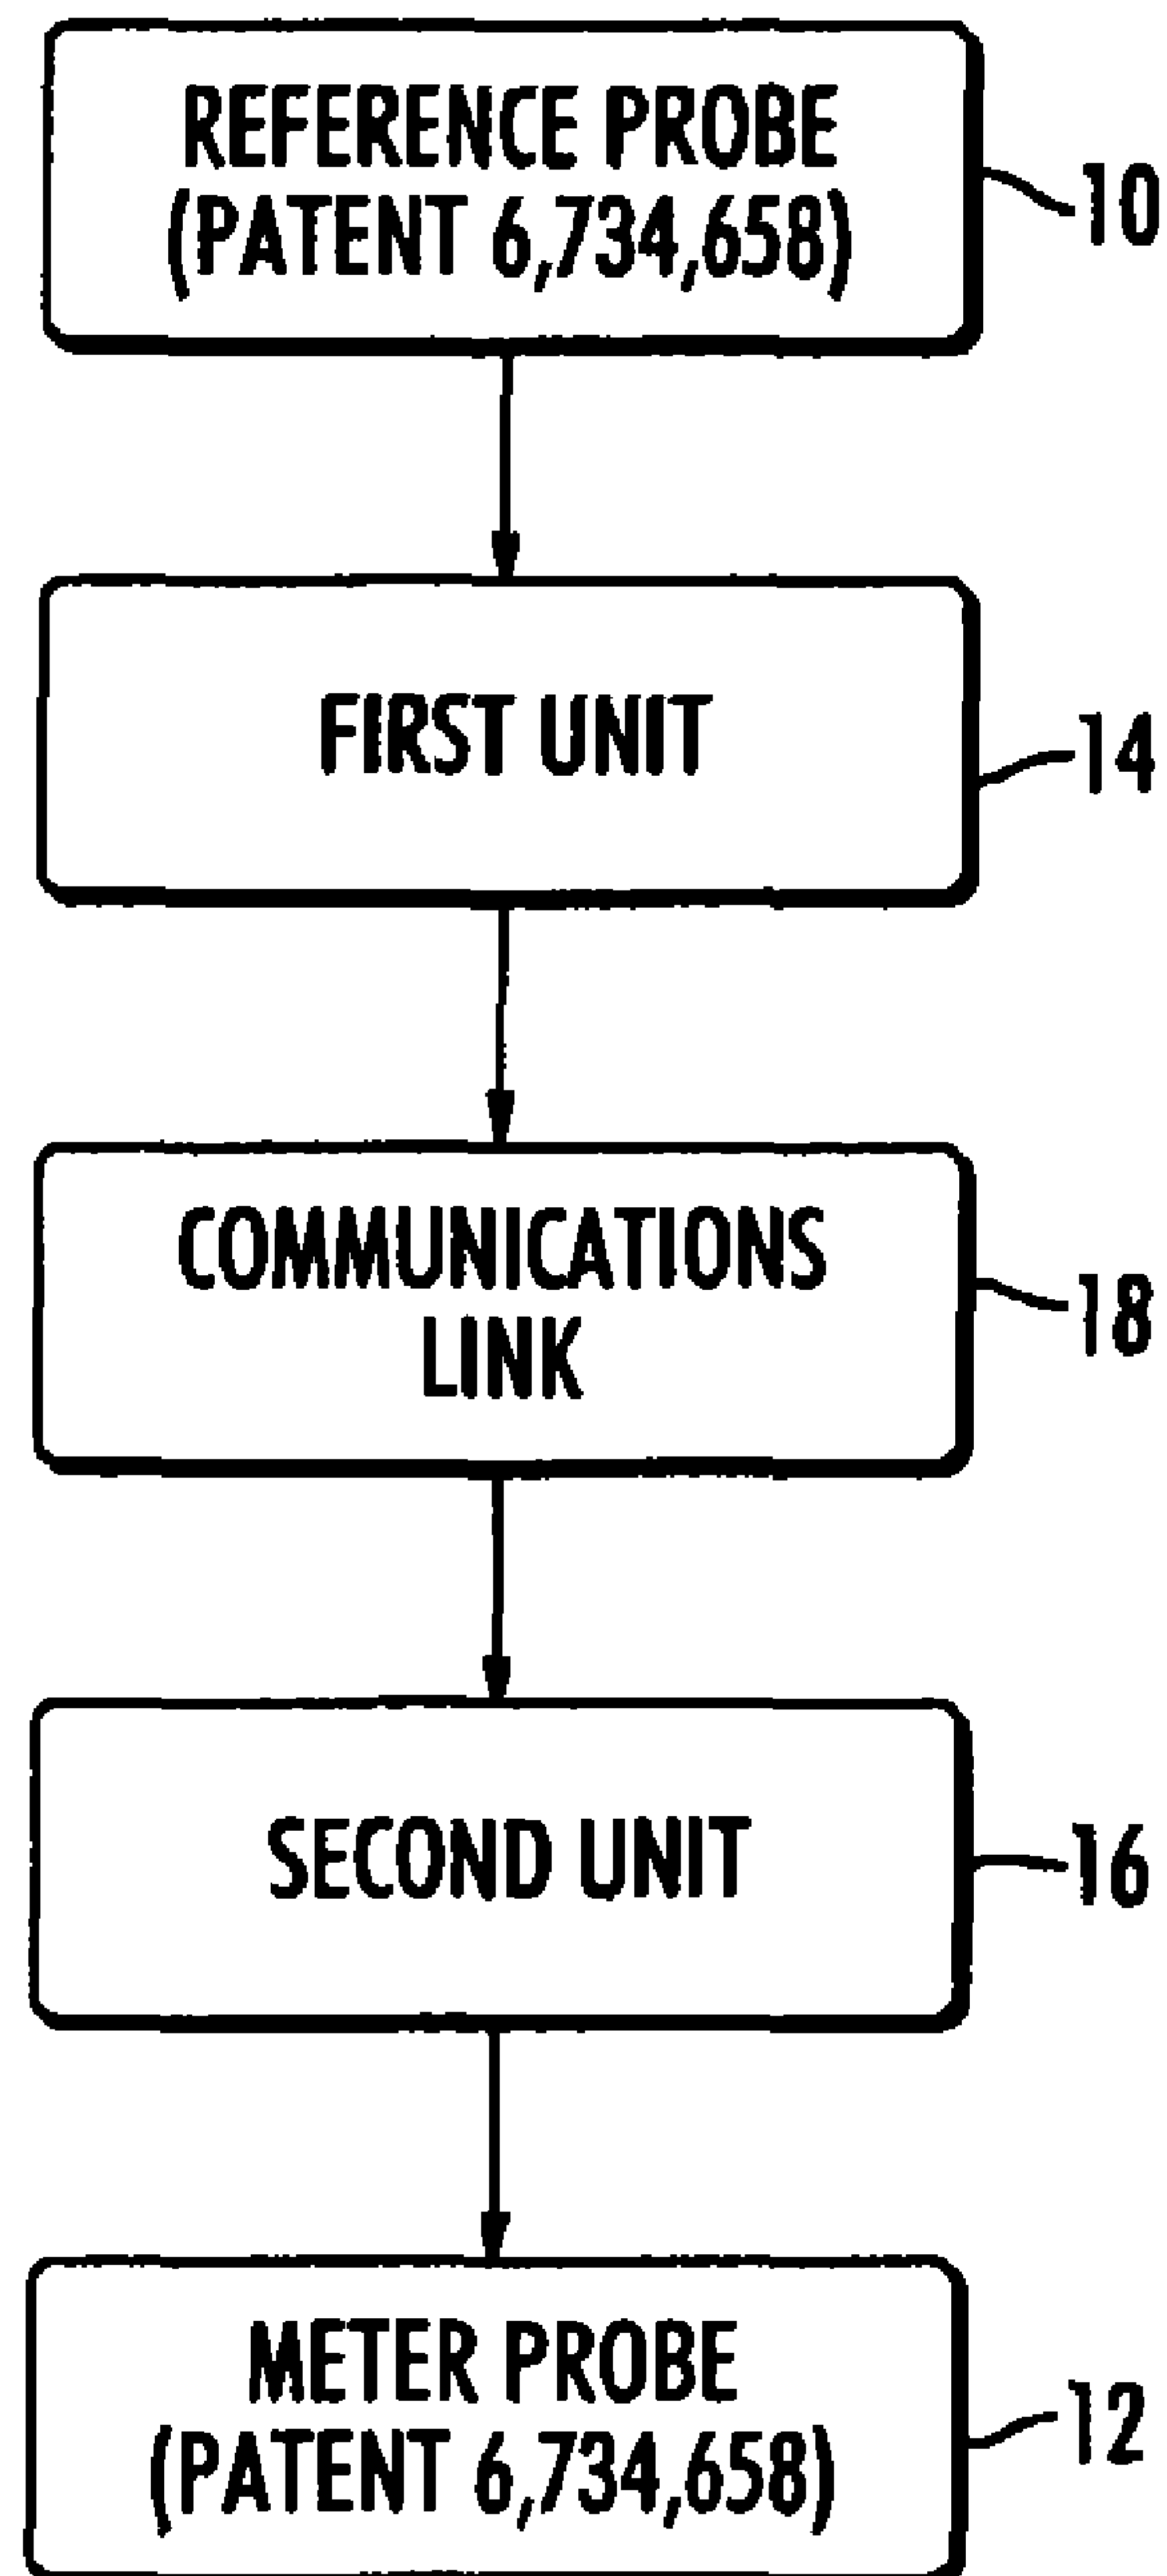 REFERENCE PROBE
(PATENT 6,734,658)
10
FIRST UNIT
14
COMMUNICATIONS
LINK
18
SECOND UNIT
16
METER PROBE
(PATENT 6,734,658)
12